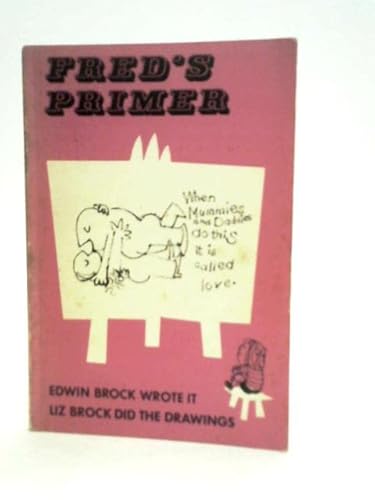 FRED'S
PRIMER
When
Mummies
and Daddies
do this
it is
called
love.
EDWIN BROCK WROTE IT
LIZ BROCK DID THE DRAWINGS